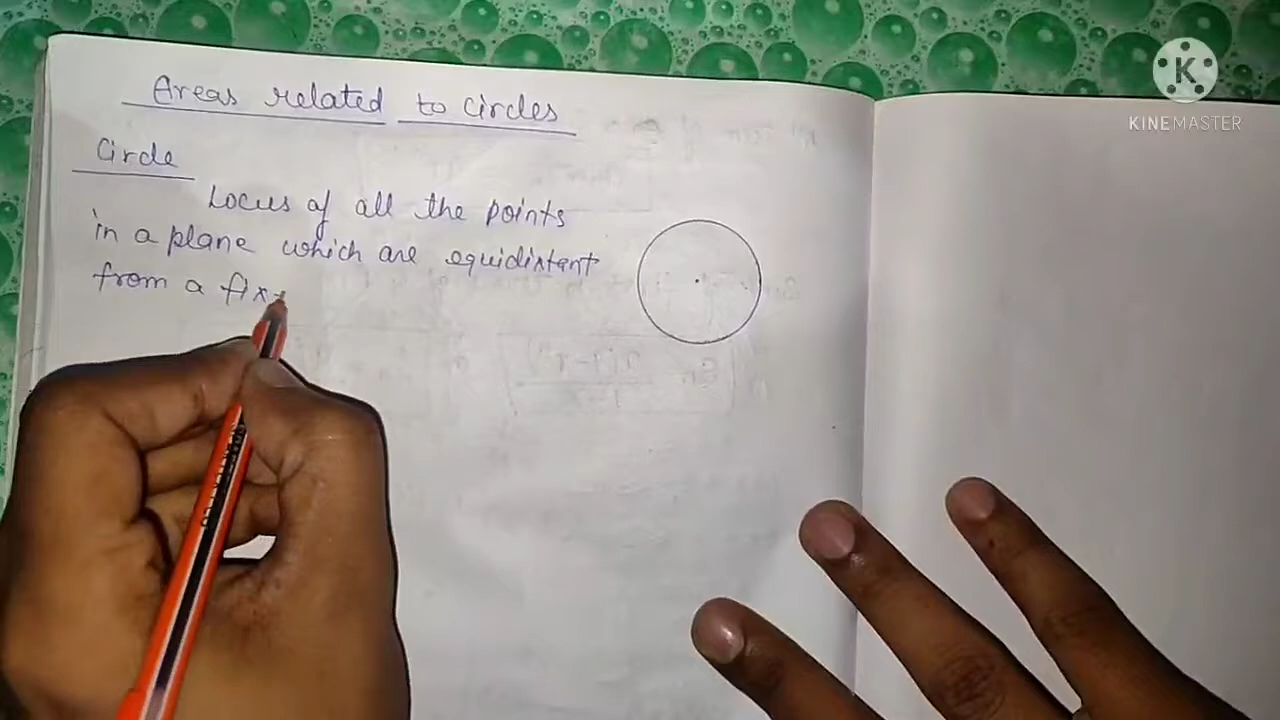 Areas related to circles
Circle
Locus of all the points
in a plane which are equidistant
from a fix
K
KINEMASTER